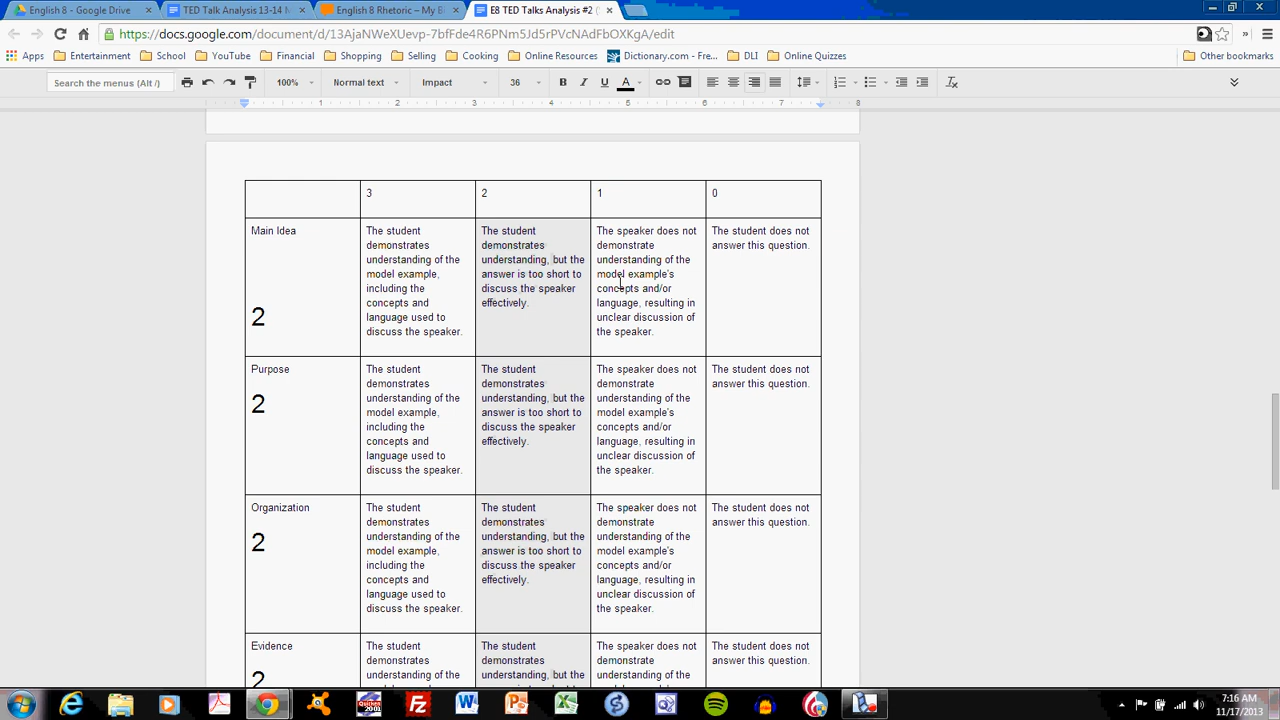 English 8 - Google Drive
TED Talk Analysis 13-14 M
English 8 Rhetoric – My Bl
E8 TED Talks Analysis #2 (
https://docs.google.com/document/d/13AjaNWeXUevp-7bfFde4R6PNm5Jd5rPVcNAdFbOXKgA/edit
Apps Entertainment School YouTube Financial Shopping Selling Cooking Online Resources Dictionary.com - Fre... DLI Online Quizzes Other bookmarks
Search the menus (Alt /) 100% Normal text Impact 36 B I U A
1 2 3 4 5 6 7 8
3 2 1 0
Main Idea
2
The student
demonstrates
understanding of the
model example,
including the
concepts and
language used to
discuss the speaker.
The student
demonstrates
understanding, but the
answer is too short to
discuss the speaker
effectively.
The speaker does not
demonstrate
understanding of the
model example's
concepts and/or
language, resulting in
unclear discussion of
the speaker.
The student does not
answer this question.
Purpose
2
The student
demonstrates
understanding of the
model example,
including the
concepts and
language used to
discuss the speaker.
The student
demonstrates
understanding, but the
answer is too short to
discuss the speaker
effectively.
The speaker does not
demonstrate
understanding of the
model example's
concepts and/or
language, resulting in
unclear discussion of
the speaker.
The student does not
answer this question.
Organization
2
The student
demonstrates
understanding of the
model example,
including the
concepts and
language used to
discuss the speaker.
The student
demonstrates
understanding, but the
answer is too short to
discuss the speaker
effectively.
The speaker does not
demonstrate
understanding of the
model example's
concepts and/or
language, resulting in
unclear discussion of
the speaker.
The student does not
answer this question.
Evidence
2
The student
demonstrates
understanding of the
The student
demonstrates
understanding, but the
The speaker does not
demonstrate
understanding of the
The student does not
answer this question.
7:16 AM
11/17/2013